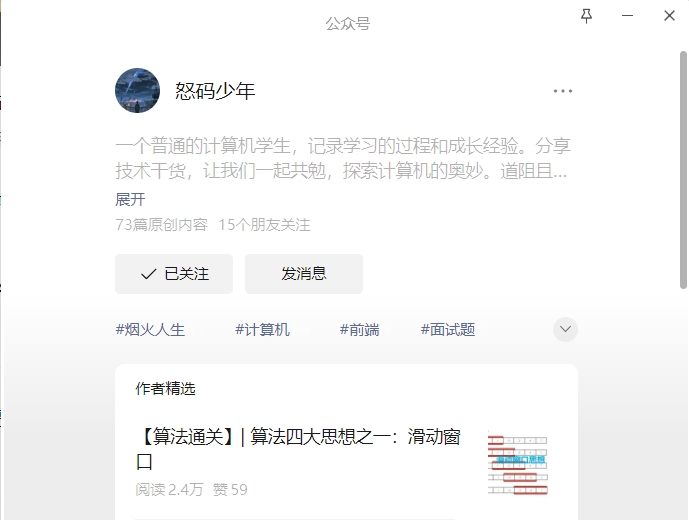 公众号
怒码少年
一个普通的计算机学生，记录学习的过程和成长经验。分享
技术干货，让我们一起共勉，探索计算机的奥妙。道阻且...
展开
73篇原创内容 15个朋友关注
已关注 发消息
#烟火人生 #计算机 #前端 #面试题
作者精选
【算法通关】| 算法四大思想之一：滑动窗
口
阅读 2.4万 赞 59